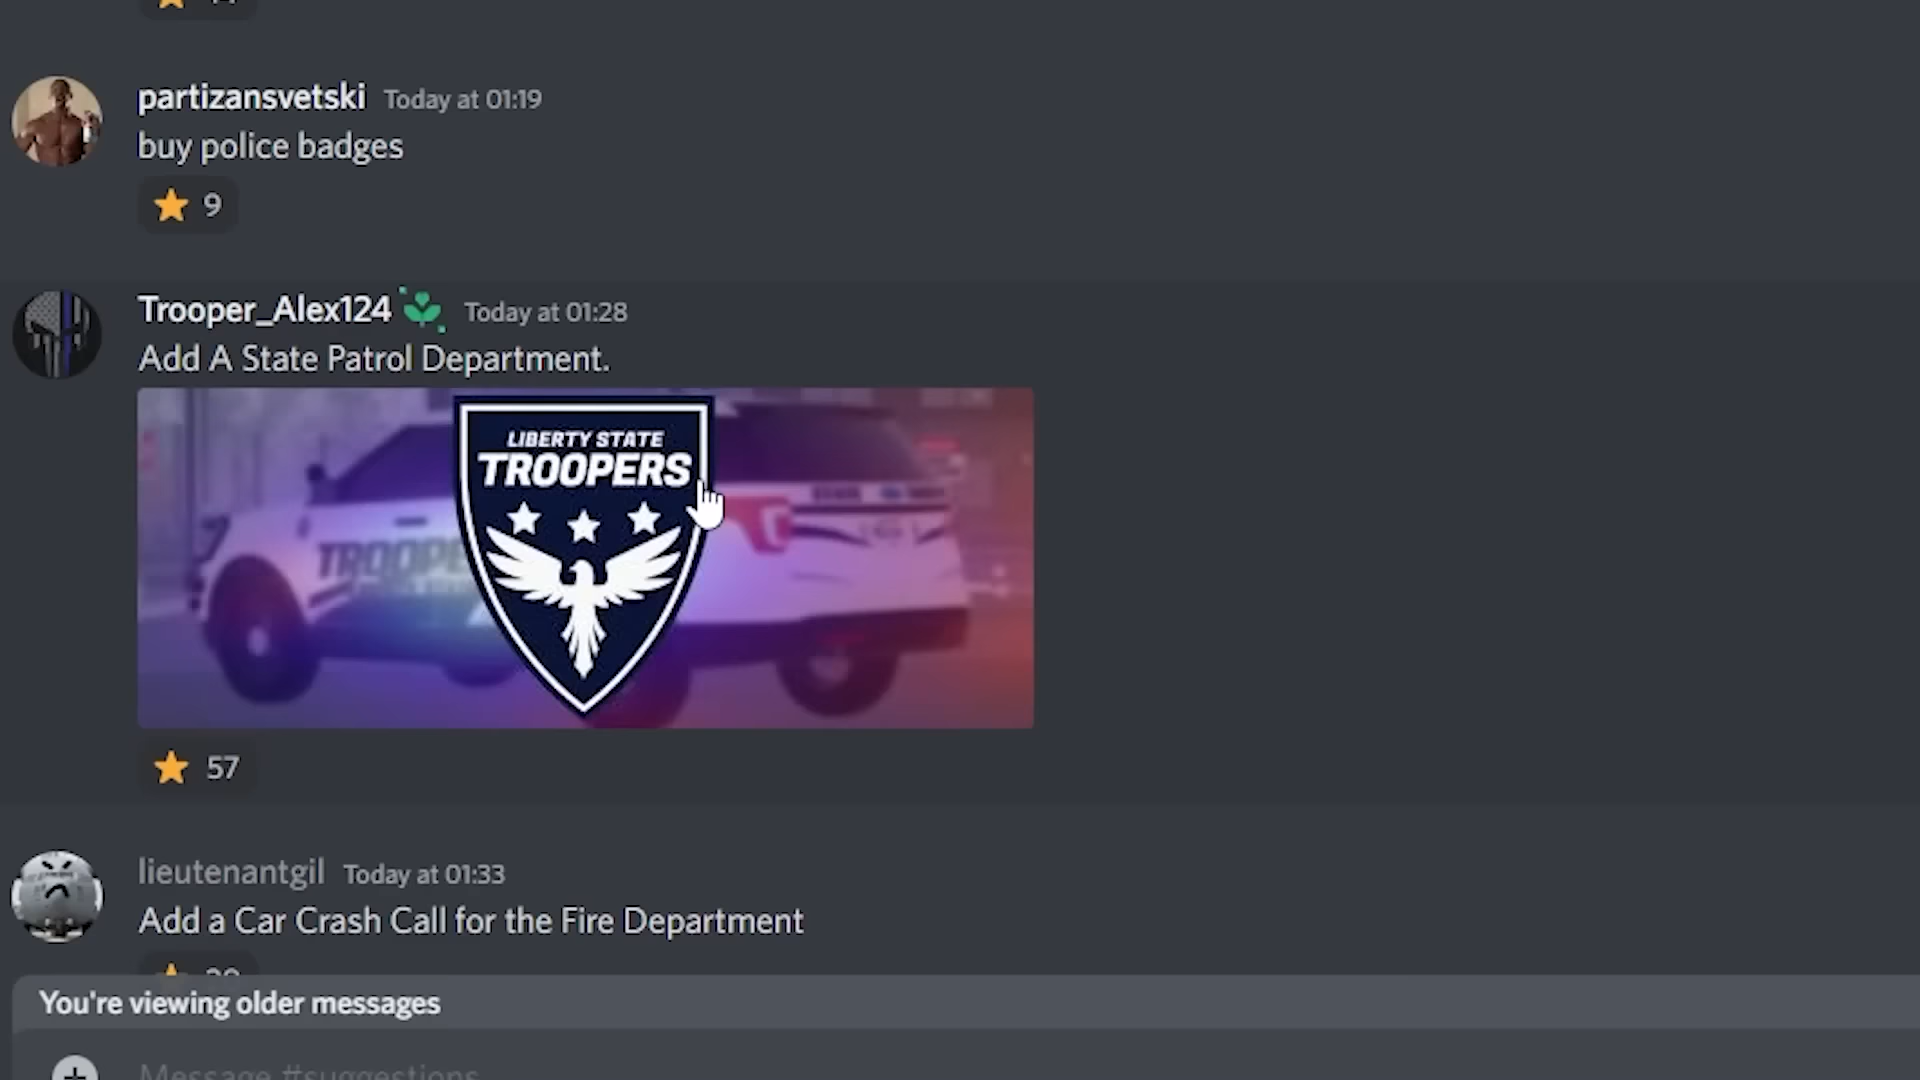 partizansvetski Today at 01:19
buy police badges
9
Trooper_Alex124 Today at 01:28
Add A State Patrol Department.
LIBERTY STATE
TROOPERS
57
lieutenantgil Today at 01:33
Add a Car Crash Call for the Fire Department
You're viewing older messages
Message #suggestions